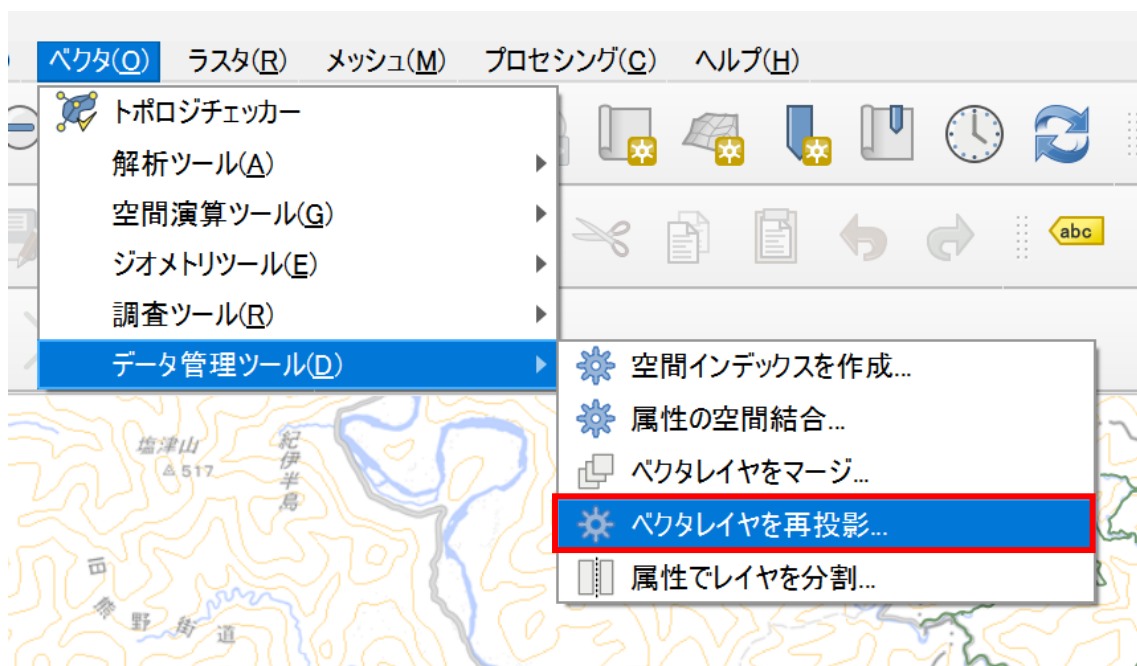 ベクタ(O) ラスタ(R) メッシュ(M) プロセシング(C) ヘルプ(H)
トポロジチェッカー
解析ツール(A)
空間演算ツール(G)
ジオメトリツール(E)
調査ツール(R)
データ管理ツール(D)
abc
空間インデックスを作成...
属性の空間結合...
ベクタレイヤをマージ...
ベクタレイヤを再投影...
属性でレイヤを分割...
塩津山
517
紀伊半島
熊野街道